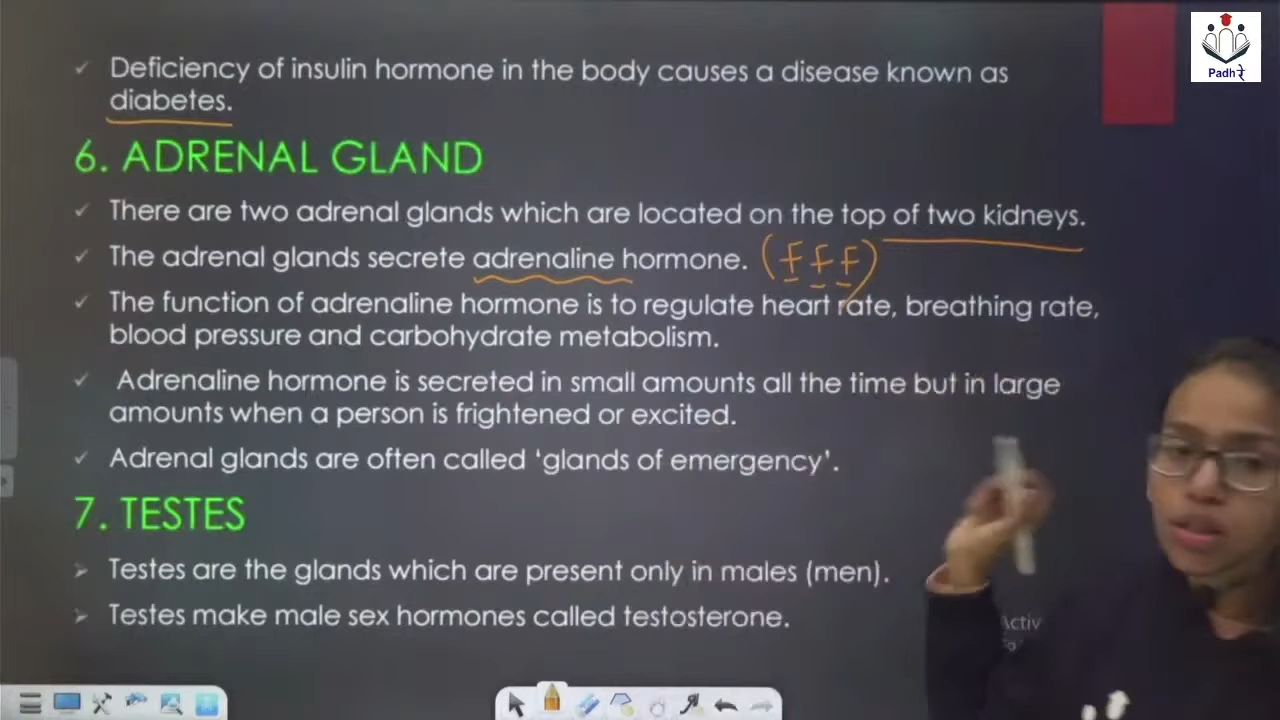 Padhरे
✓ Deficiency of insulin hormone in the body causes a disease known as
diabetes.
6. ADRENAL GLAND
✓ There are two adrenal glands which are located on the top of two kidneys.
✓ The adrenal glands secrete adrenaline hormone. (f f f)
✓ The function of adrenaline hormone is to regulate heart rate, breathing rate,
blood pressure and carbohydrate metabolism.
✓ Adrenaline hormone is secreted in small amounts all the time but in large
amounts when a person is frightened or excited.
✓ Adrenal glands are often called ‘glands of emergency’.
7. TESTES
➢ Testes are the glands which are present only in males (men).
➢ Testes make male sex hormones called testosterone.
Activ